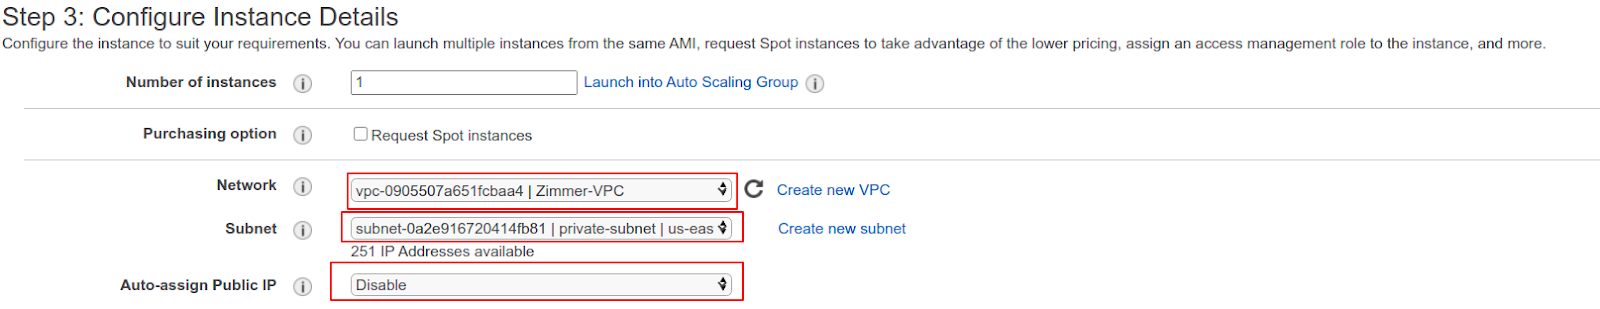 Step 3: Configure Instance Details
Configure the instance to suit your requirements. You can launch multiple instances from the same AMI, request Spot instances to take advantage of the lower pricing, assign an access management role to the instance, and more.
Number of instances i 1 Launch into Auto Scaling Group i
Purchasing option i Request Spot instances
Network i vpc-0905507a651fcbaa4 | Zimmer-VPC Create new VPC
Subnet i subnet-0a2e916720414fb81 | private-subnet | us-eas Create new subnet
251 IP Addresses available
Auto-assign Public IP i Disable